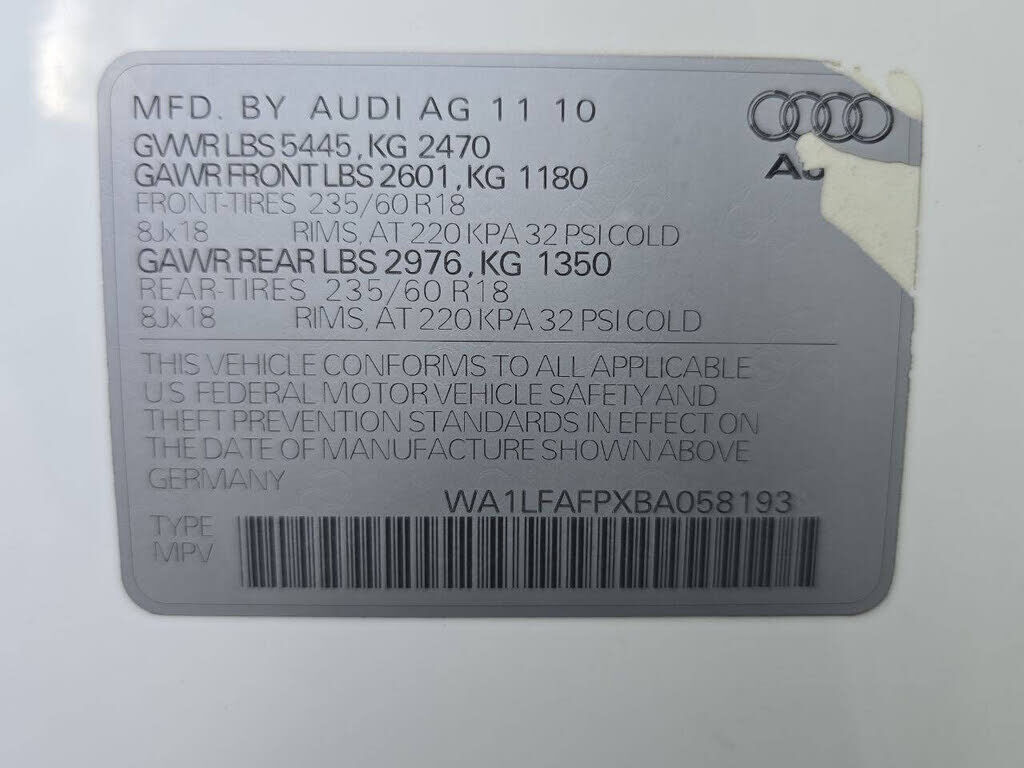 MFD. BY AUDI AG 11 10
GVWR LBS 5445, KG 2470
GAWR FRONT LBS 2601, KG 1180
FRONT-TIRES 235/60 R18
8Jx18 RIMS, AT 220 KPA 32 PSI COLD
GAWR REAR LBS 2976, KG 1350
REAR-TIRES 235/60 R18
8Jx18 RIMS, AT 220 KPA 32 PSI COLD
THIS VEHICLE CONFORMS TO ALL APPLICABLE
U.S. FEDERAL MOTOR VEHICLE SAFETY AND
THEFT PREVENTION STANDARDS IN EFFECT ON
THE DATE OF MANUFACTURE SHOWN ABOVE
GERMANY
WA1LFAFPXBA058193
TYPE
MPV